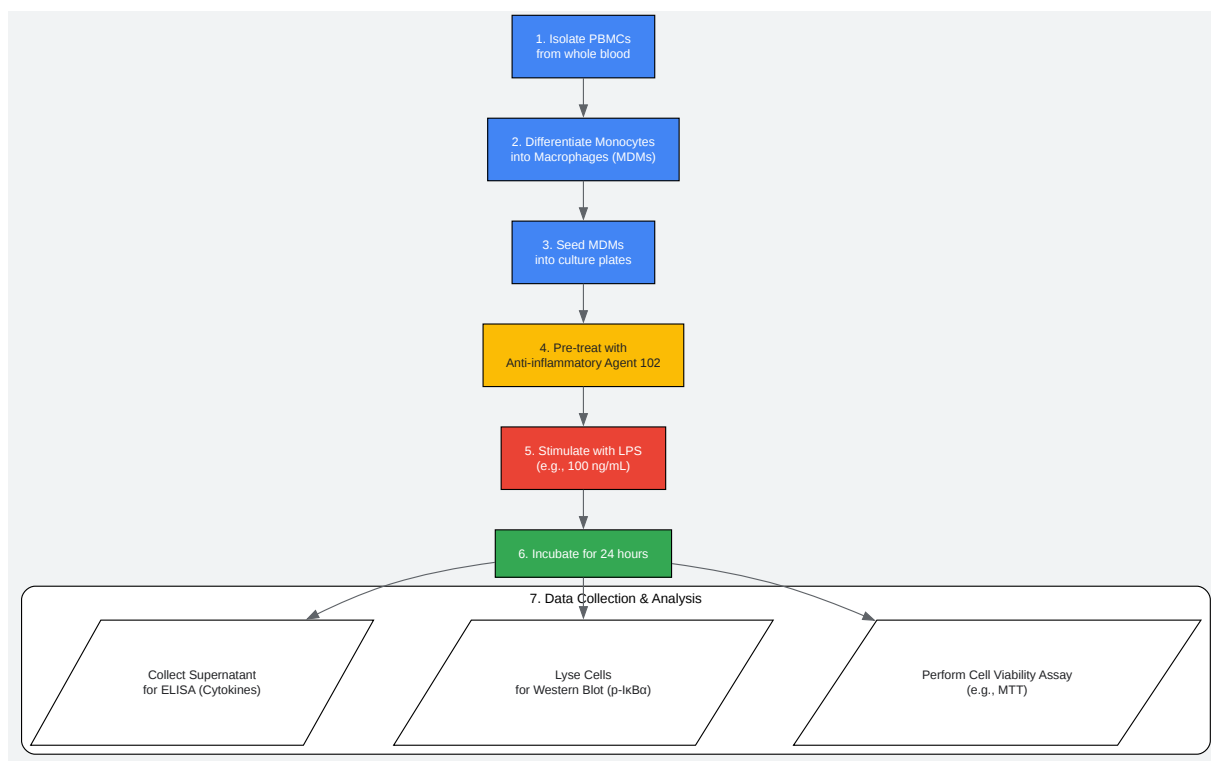 1. Isolate PBMCs
from whole blood
2. Differentiate Monocytes
into Macrophages (MDMs)
3. Seed MDMs
into culture plates
4. Pre-treat with
Anti-inflammatory Agent 102
5. Stimulate with LPS
(e.g., 100 ng/mL)
6. Incubate for 24 hours
7. Data Collection & Analysis
Collect Supernatant
for ELISA (Cytokines)
Lyse Cells
for Western Blot (p-IκBα)
Perform Cell Viability Assay
(e.g., MTT)